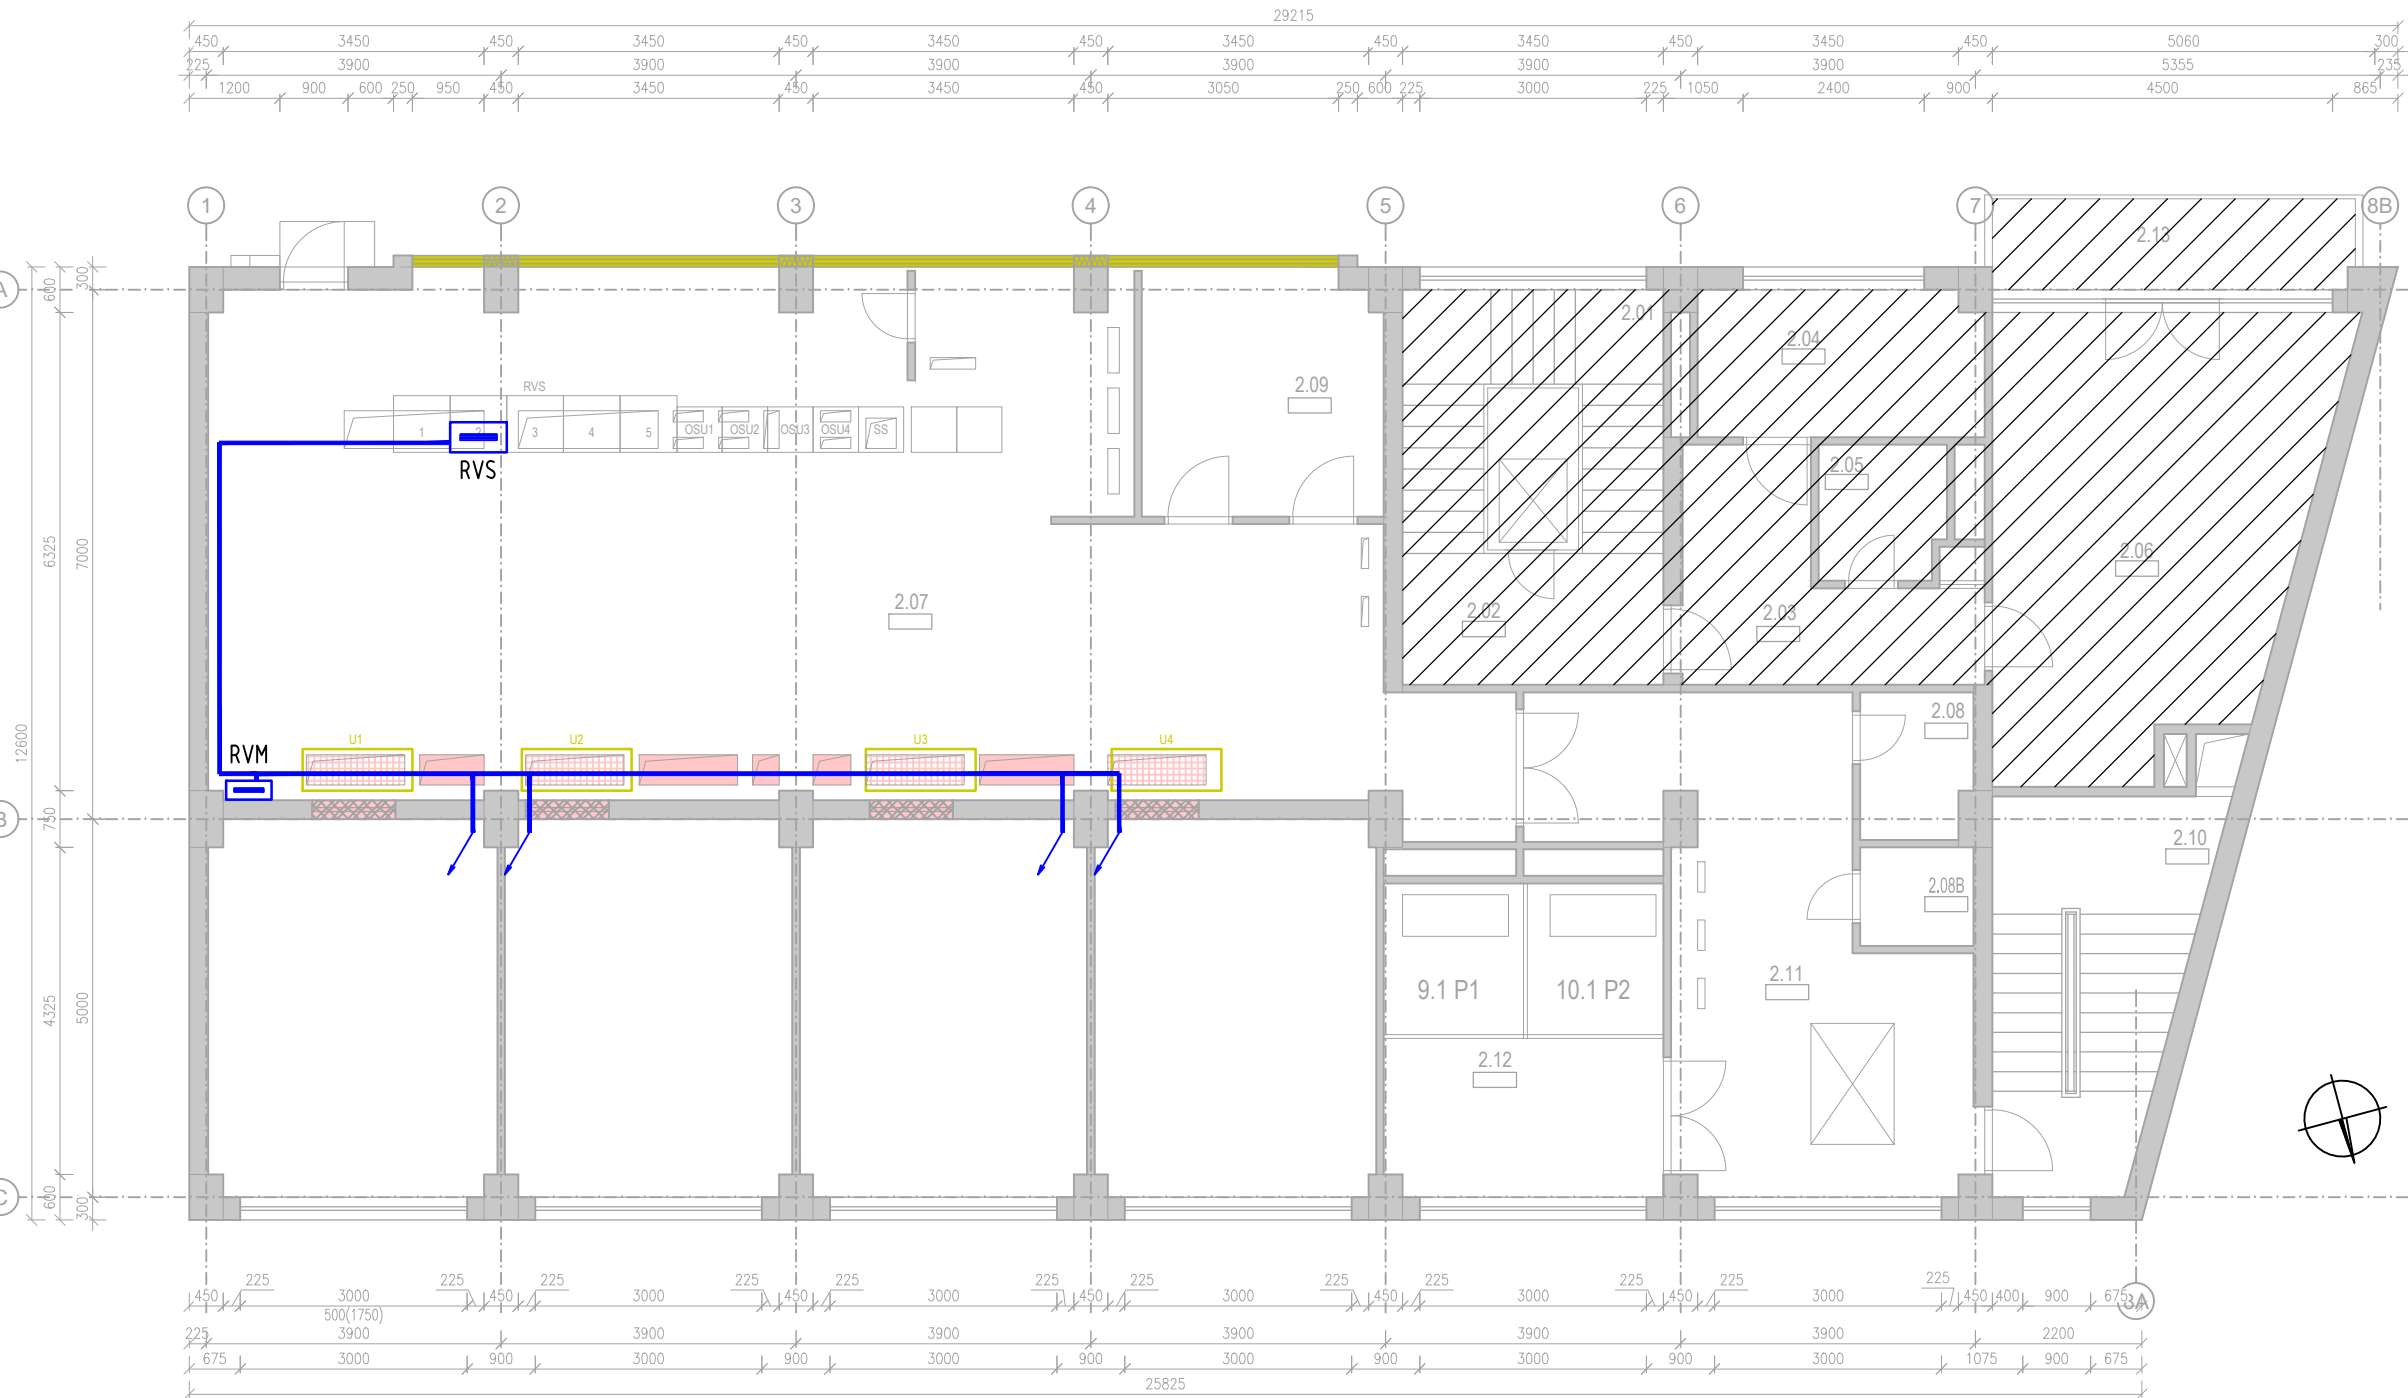 29215
450 3450 450 3450 450 3450 450 3450 450 3450 450 3450 450 5060 300
225 3900 3900 3900 3900 3900 3900 5355 235
1200 900 600 250 950 450 3450 450 3450 450 3050 250 600 225 3000 225 1050 2400 900 4500 865
1 2 3 4 5 6 7 8B
2.13
A
600 300
2.01
2.04
2.09
RVS
1 2 3 4 5 OSU1 OSU2 OSU3 OSU4 SS
RVS
2.05
6325 7000
2.06
2.07
2.02 2.03
2.08
12600
RVM U1 U2 U3 U4
B
750
2.10
2.08B
2.11
9.1 P1 10.1 P2
4325 5000
2.12
C
600 300
225 225 225 225 225 225 225 225 225 225 225 225
450 3000 450 3000 450 3000 450 3000 450 3000 450 3000 450 400 900 675
8A
500(1750)
225 3900 3900 3900 3900 3900 3900 2200
675 3000 900 3000 900 3000 900 3000 900 3000 900 3000 1075 900 675
25825